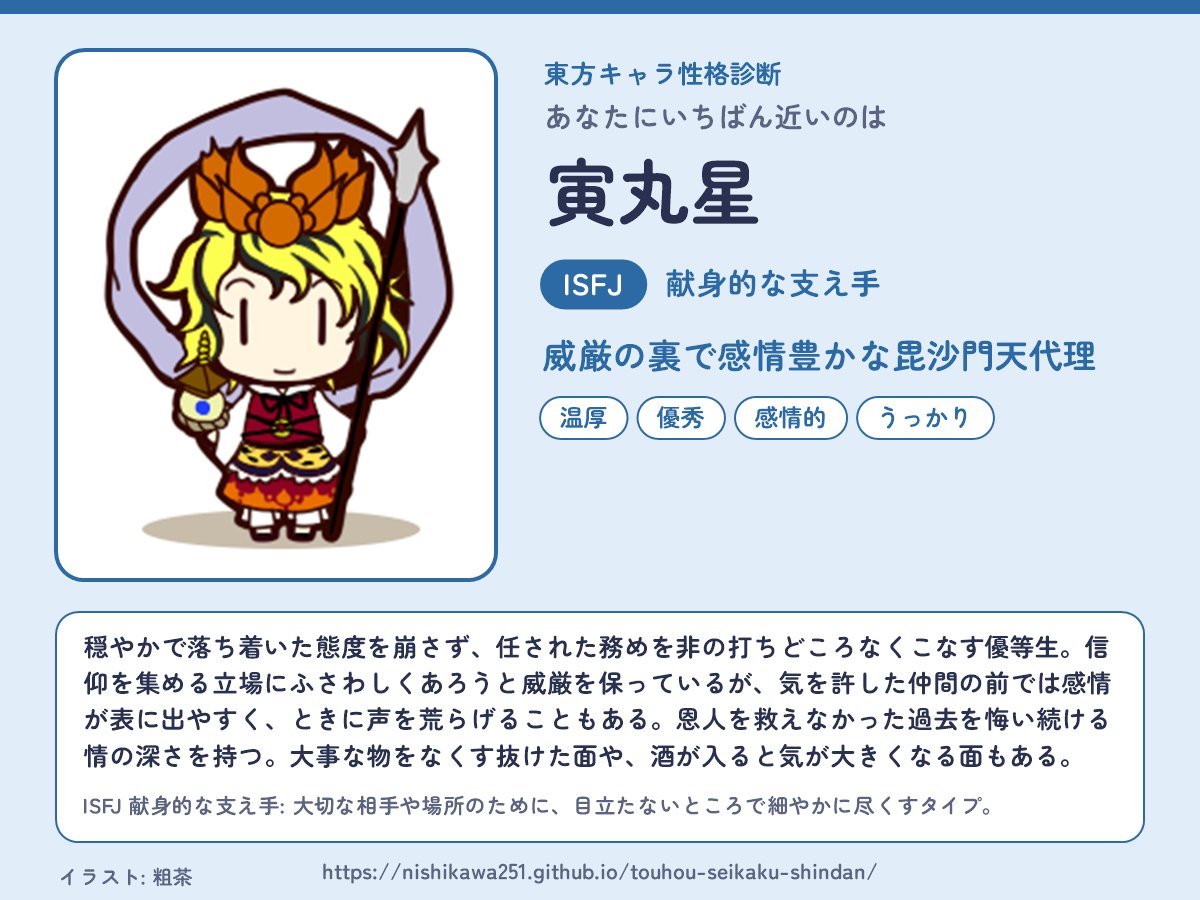 東方キャラ性格診断
あなたにいちばん近いのは
寅丸星
ISFJ 献身的な支え手
威厳の裏で感情豊かな毘沙門天代理
温厚 優秀 感情的 うっかり
穏やかで落ち着いた態度を崩さず、任された務めを非の打ちどころなくこなす優等生。信
仰を集める立場にふさわしくあろうと威厳を保っているが、気を許した仲間の前では感情
が表に出やすく、ときに声を荒らげることもある。恩人を救えなかった過去を悔い続ける
情の深さを持つ。大事な物をなくす抜けた面や、酒が入ると気が大きくなる面もある。
ISFJ 献身的な支え手: 大切な相手や場所のために、目立たないところで細やかに尽くすタイプ。
イラスト: 粗茶
https://nishikawa251.github.io/touhou-seikaku-shindan/